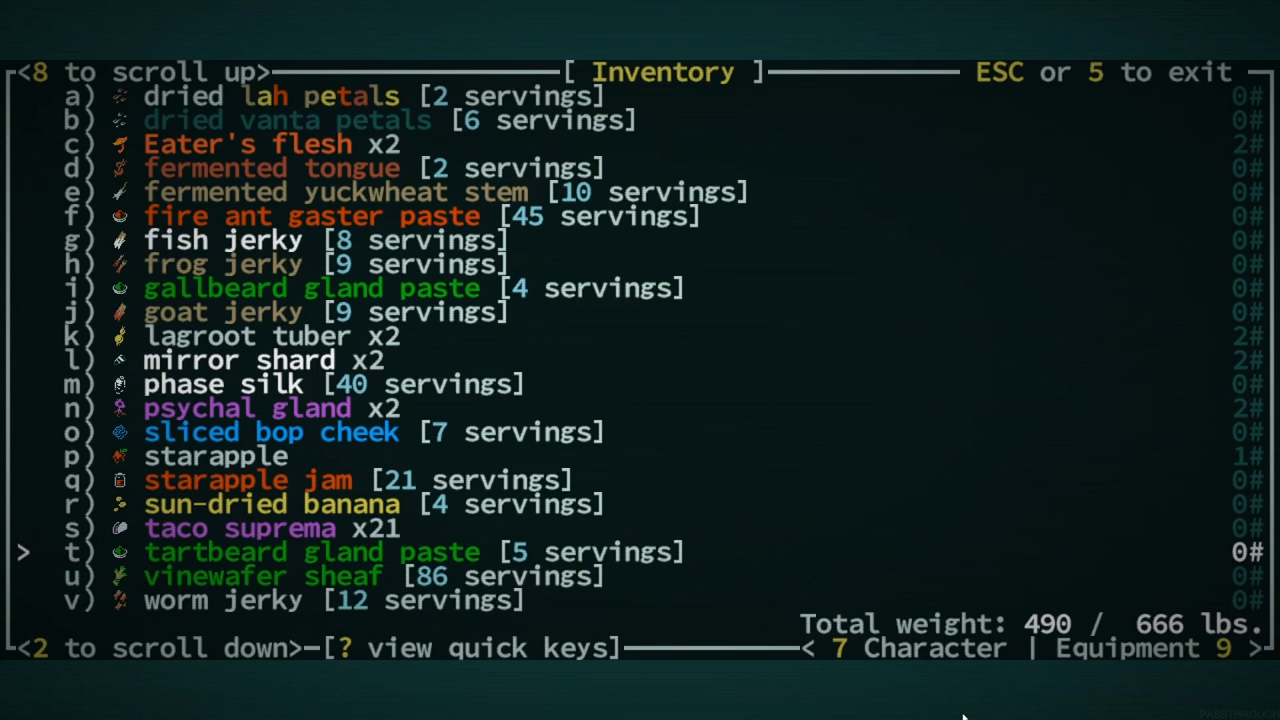 <8 to scroll up> [ Inventory ] ESC or 5 to exit
a) dried lah petals [2 servings] 0#
b) dried vanta petals [6 servings] 0#
c) Eater's flesh x2 2#
d) fermented tongue [2 servings] 0#
e) fermented yuckwheat stem [10 servings] 0#
f) fire ant gaster paste [45 servings] 0#
g) fish jerky [8 servings] 0#
h) frog jerky [9 servings] 0#
i) gallbeard gland paste [4 servings] 0#
j) goat jerky [9 servings] 0#
k) lagroot tuber x2 2#
l) mirror shard x2 2#
m) phase silk [40 servings] 0#
n) psychal gland x2 2#
o) sliced bop cheek [7 servings] 0#
p) starapple 1#
q) starapple jam [21 servings] 0#
r) sun-dried banana [4 servings] 0#
s) taco suprema x21 0#
> t) tartbeard gland paste [5 servings] 0#
u) vinewafer sheaf [86 servings] 0#
v) worm jerky [12 servings] 0#
Total weight: 490 / 666 lbs.
<2 to scroll down> [? view quick keys] < 7 Character | Equipment 9 >